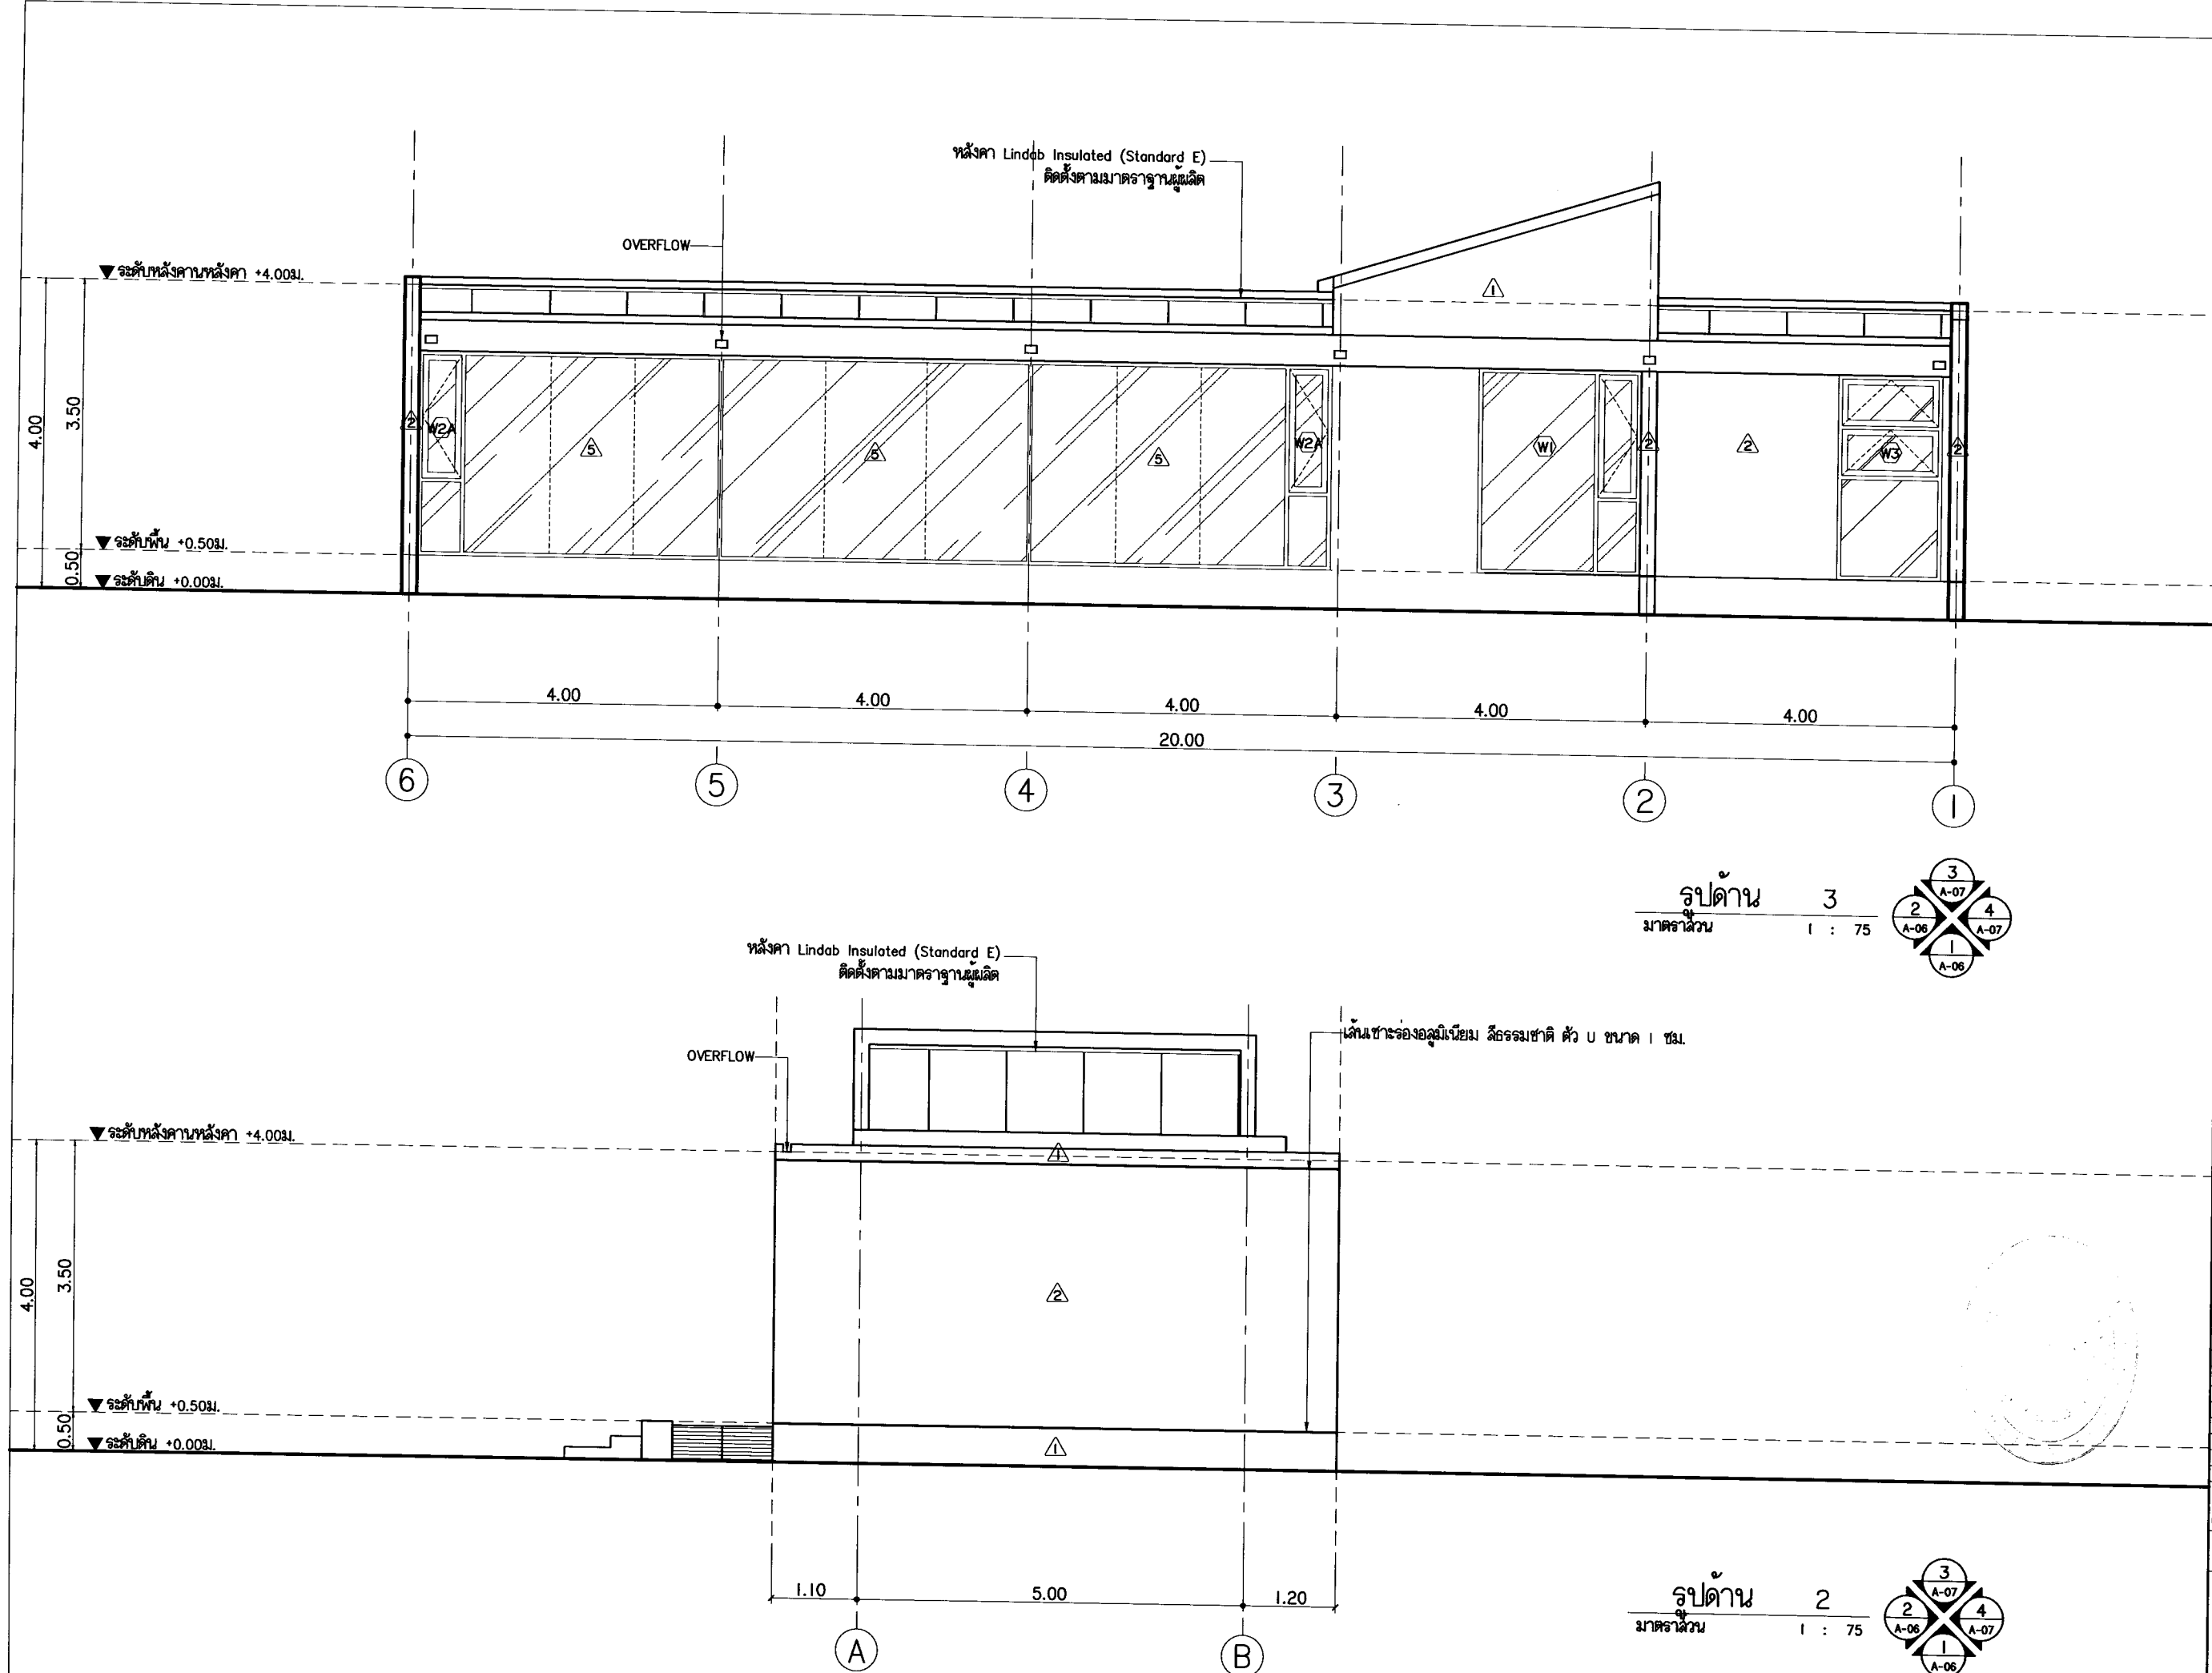 หลังคา Lindab Insulated (Standard E)
ติดตั้งตามมาตราฐานผู้ผลิต
OVERFLOW
ระดับหลังคานหลังคา +4.00ม.
1
4.00
3.50
2
W2A
5
5
5
W2A
W1
2
2
W3
2
ระดับพื้น +0.50ม.
0.50
ระดับดิน +0.00ม.
4.00
4.00
4.00
4.00
4.00
20.00
6
5
4
3
2
1
รูปด้าน 3
มาตราส่วน 1 : 75
3
A-07
2
A-06
4
A-07
1
A-06
หลังคา Lindab Insulated (Standard E)
ติดตั้งตามมาตราฐานผู้ผลิต
OVERFLOW
เส้นเซาะร่องอลูมิเนียม สีธรรมชาติ ตัว U ขนาด 1 ซม.
ระดับหลังคานหลังคา +4.00ม.
1
4.00
3.50
2
ระดับพื้น +0.50ม.
0.50
ระดับดิน +0.00ม.
1
1.10
5.00
1.20
A
B
รูปด้าน 2
มาตราส่วน 1 : 75
3
A-07
2
A-06
4
A-07
1
A-06